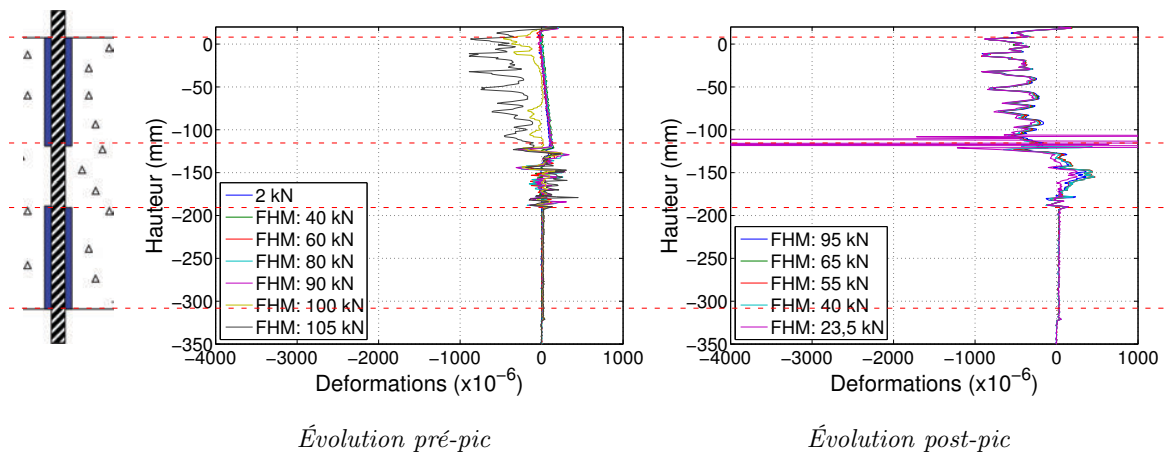 0
−50
−100
−150
−200
−250
−300
−350
Hauteur (mm)
2 kN
FHM: 40 kN
FHM: 60 kN
FHM: 80 kN
FHM: 90 kN
FHM: 100 kN
FHM: 105 kN
−4000 −3000 −2000 −1000 0 1000
Deformations (x10⁻⁶)
Évolution pré-pic
0
−50
−100
−150
−200
−250
−300
−350
Hauteur (mm)
FHM: 95 kN
FHM: 65 kN
FHM: 55 kN
FHM: 40 kN
FHM: 23,5 kN
−4000 −3000 −2000 −1000 0 1000
Deformations (x10⁻⁶)
Évolution post-pic